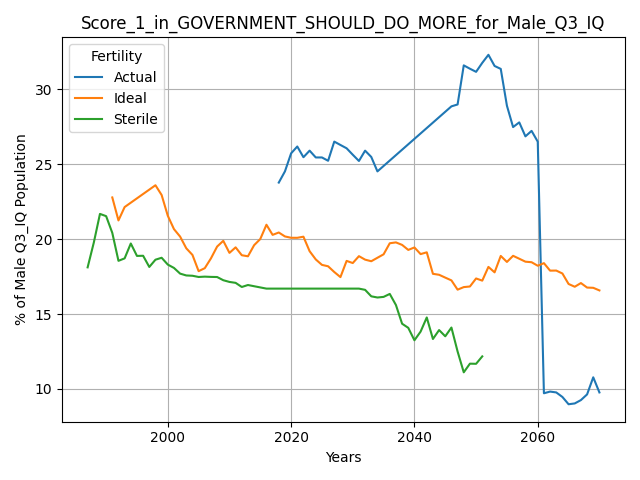 Score_1_in_GOVERNMENT_SHOULD_DO_MORE_for_Male_Q3_IQ
Fertility
Actual
Ideal
Sterile
% of Male Q3_IQ Population
30
25
20
15
10
2000
2020
2040
2060
Years